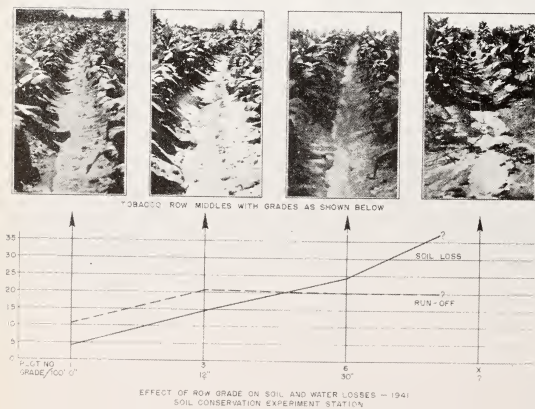 TOBACCO ROW MIDDLES WITH GRADES AS SHOWN BELOW
35
30
25
20
15
10
5
0
?
SOIL LOSS
?
RUN-OFF
PLOT NO 1 3 6 X
GRADE/100' 0" 12" 30" ?
EFFECT OF ROW GRADE ON SOIL AND WATER LOSSES – 1941
SOIL CONSERVATION EXPERIMENT STATION